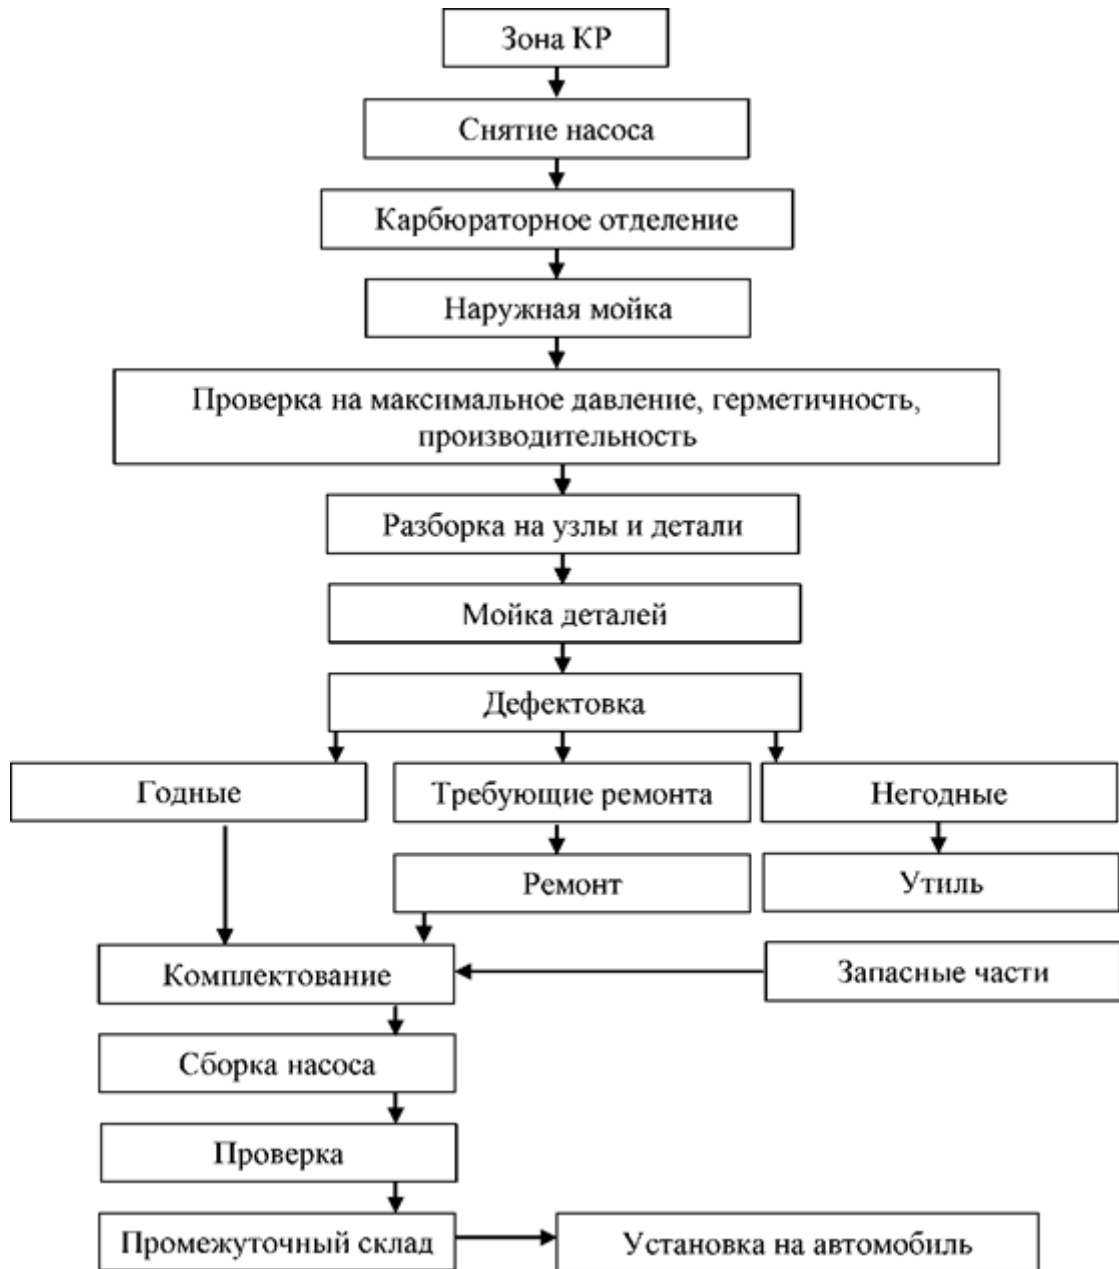 Зона КР
Снятие насоса
Карбюраторное отделение
Наружная мойка
Проверка на максимальное давление, герметичность,
производительность
Разборка на узлы и детали
Мойка деталей
Дефектовка
Годные
Требующие ремонта
Негодные
Ремонт
Утиль
Комплектование
Запасные части
Сборка насоса
Проверка
Промежуточный склад
Установка на автомобиль